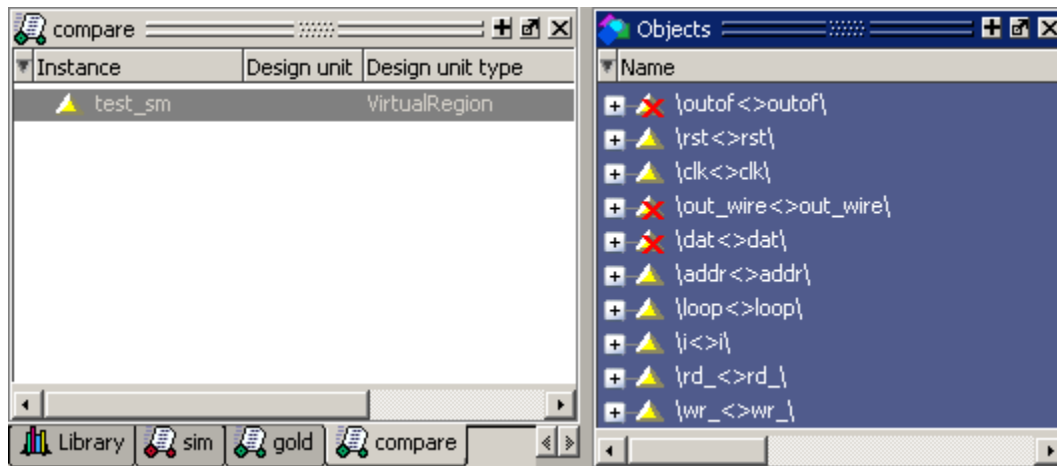 compare
Instance Design unit Design unit type
test_sm VirtualRegion
Library sim gold compare
Objects
Name
\outof<>outof\
\rst<>rst\
\clk<>clk\
\out_wire<>out_wire\
\dat<>dat\
\addr<>addr\
\loop<>loop\
\i<>i\
\rd_<>rd_\
\wr_<>wr_\